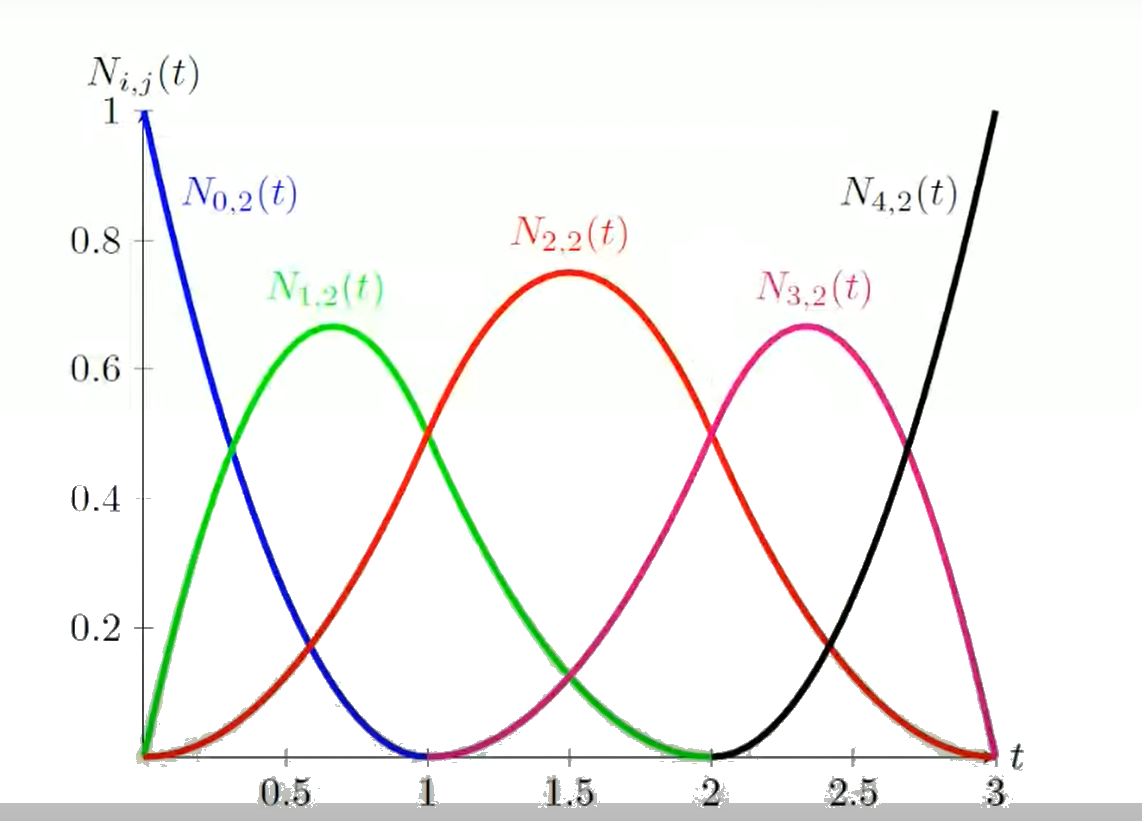 N_{i,j}(t)
1
N_{0,2}(t)
N_{4,2}(t)
0.8
N_{2,2}(t)
N_{1,2}(t)
N_{3,2}(t)
0.6
0.4
0.2
t
0.5 1 1.5 2 2.5 3